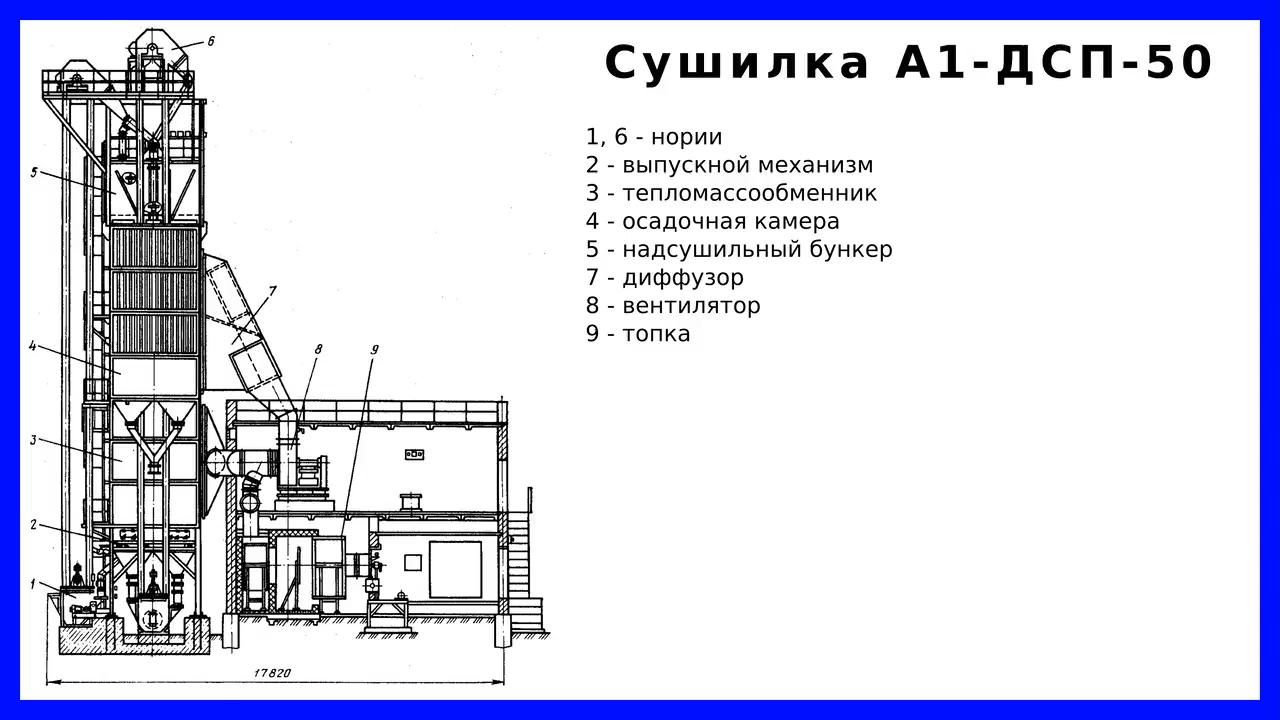 Сушилка А1-ДСП-50
1, 6 - нории
2 - выпускной механизм
3 - тепломассообменник
4 - осадочная камера
5 - надсушильный бункер
7 - диффузор
8 - вентилятор
9 - топка
6
5
7
4
8
9
3
2
1
17820